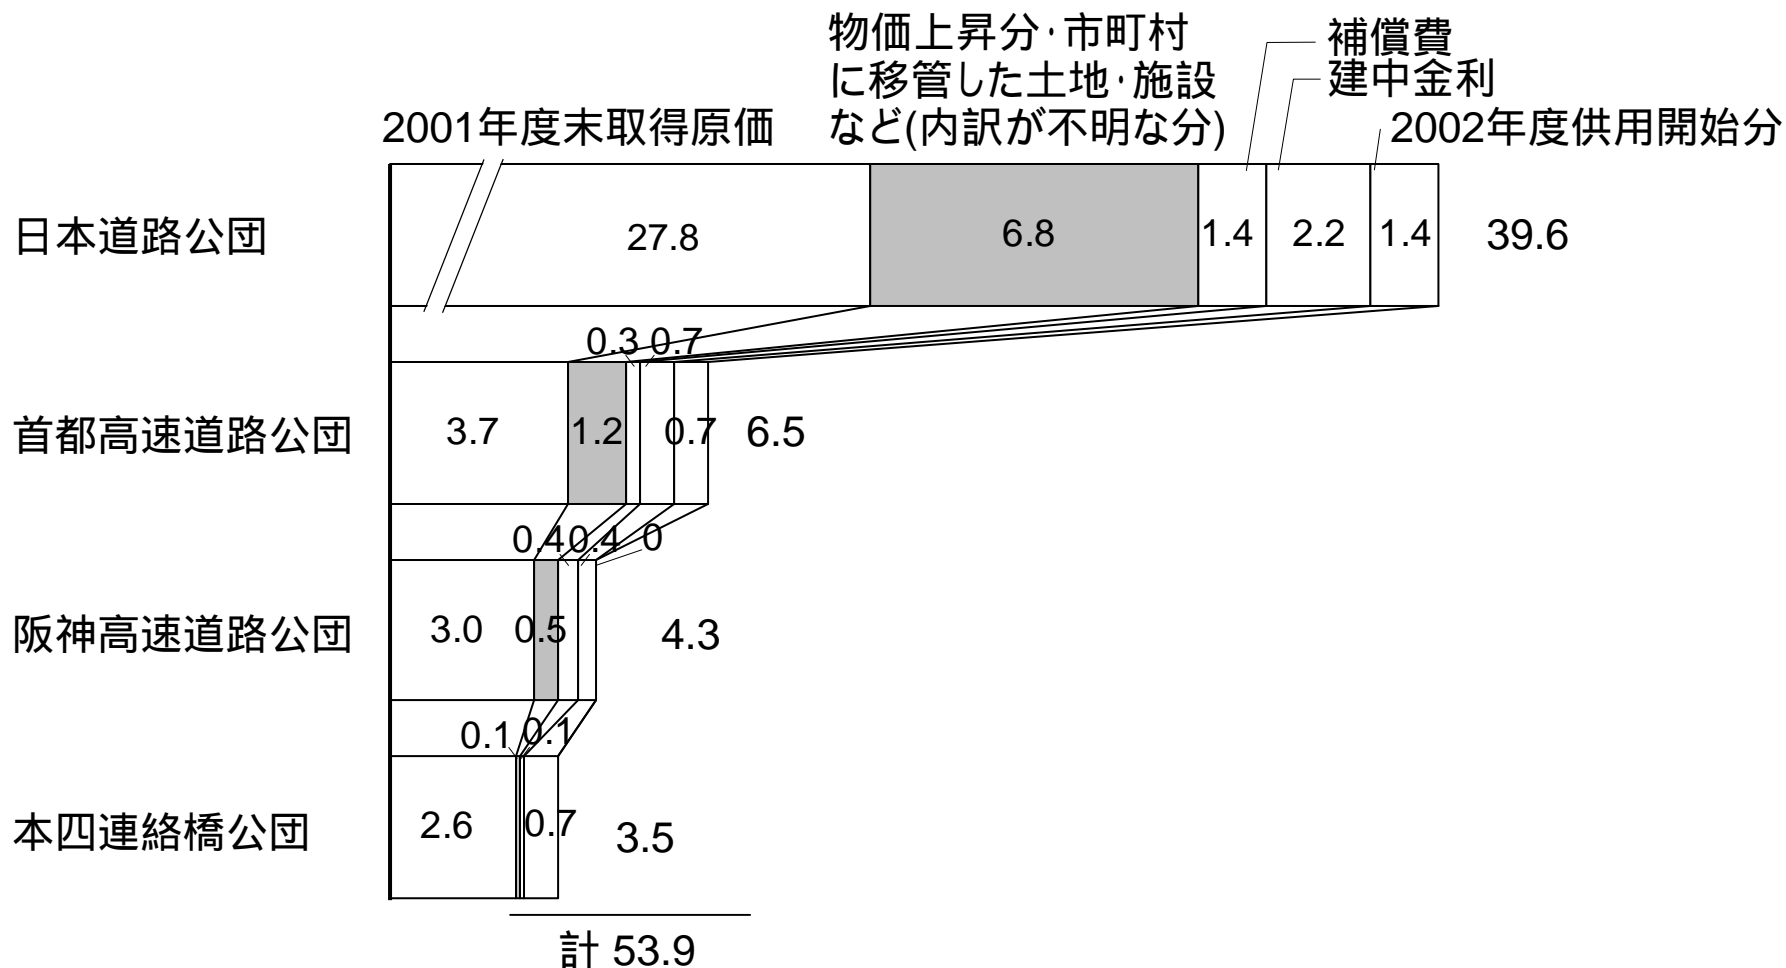 物価上昇分・市町村
に移管した土地・施設
など(内訳が不明な分)
補償費
建中金利
2001年度末取得原価
2002年度供用開始分
日本道路公団
27.8
6.8
1.4
2.2
1.4
39.6
0.3
0.7
首都高速道路公団
3.7
1.2
0.7
6.5
0.4
0.4
0
阪神高速道路公団
3.0
0.5
4.3
0.1
0.1
本四連絡橋公団
2.6
0.7
3.5
計 53.9